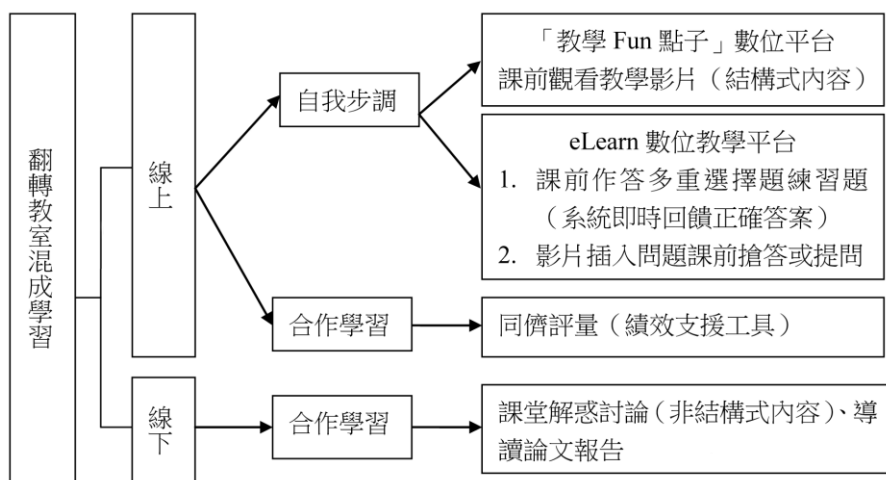 翻轉教室混成學習
線上
自我步調
「教學 Fun 點子」數位平台
課前觀看教學影片（結構式內容）
eLearn 數位教學平台
1. 課前作答多重選擇題練習題
（系統即時回饋正確答案）
2. 影片插入問題課前搶答或提問
合作學習
同儕評量（績效支援工具）
線下
合作學習
課堂解惑討論（非結構式內容）、導
讀論文報告